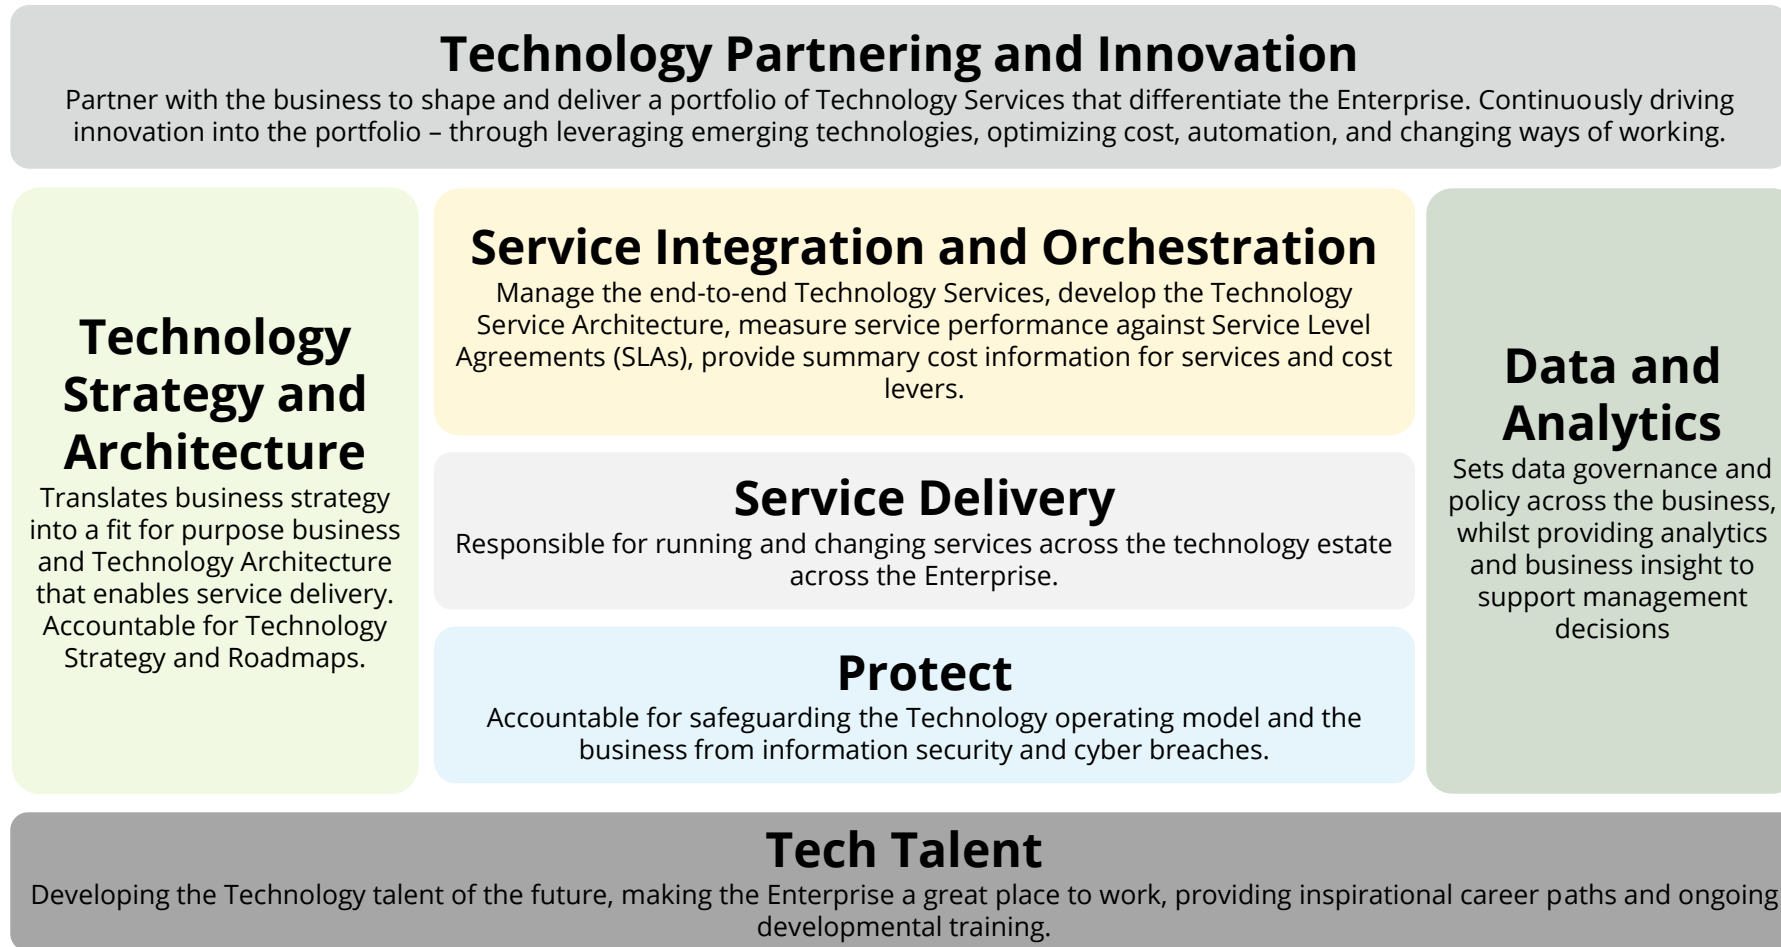 Technology Partnering and Innovation
Partner with the business to shape and deliver a portfolio of Technology Services that differentiate the Enterprise. Continuously driving
innovation into the portfolio – through leveraging emerging technologies, optimizing cost, automation, and changing ways of working.
Technology
Strategy and
Architecture
Translates business strategy
into a fit for purpose business
and Technology Architecture
that enables service delivery.
Accountable for Technology
Strategy and Roadmaps.
Service Integration and Orchestration
Manage the end-to-end Technology Services, develop the Technology
Service Architecture, measure service performance against Service Level
Agreements (SLAs), provide summary cost information for services and cost
levers.
Service Delivery
Responsible for running and changing services across the technology estate
across the Enterprise.
Protect
Accountable for safeguarding the Technology operating model and the
business from information security and cyber breaches.
Data and
Analytics
Sets data governance and
policy across the business,
whilst providing analytics
and business insight to
support management
decisions
Tech Talent
Developing the Technology talent of the future, making the Enterprise a great place to work, providing inspirational career paths and ongoing
developmental training.